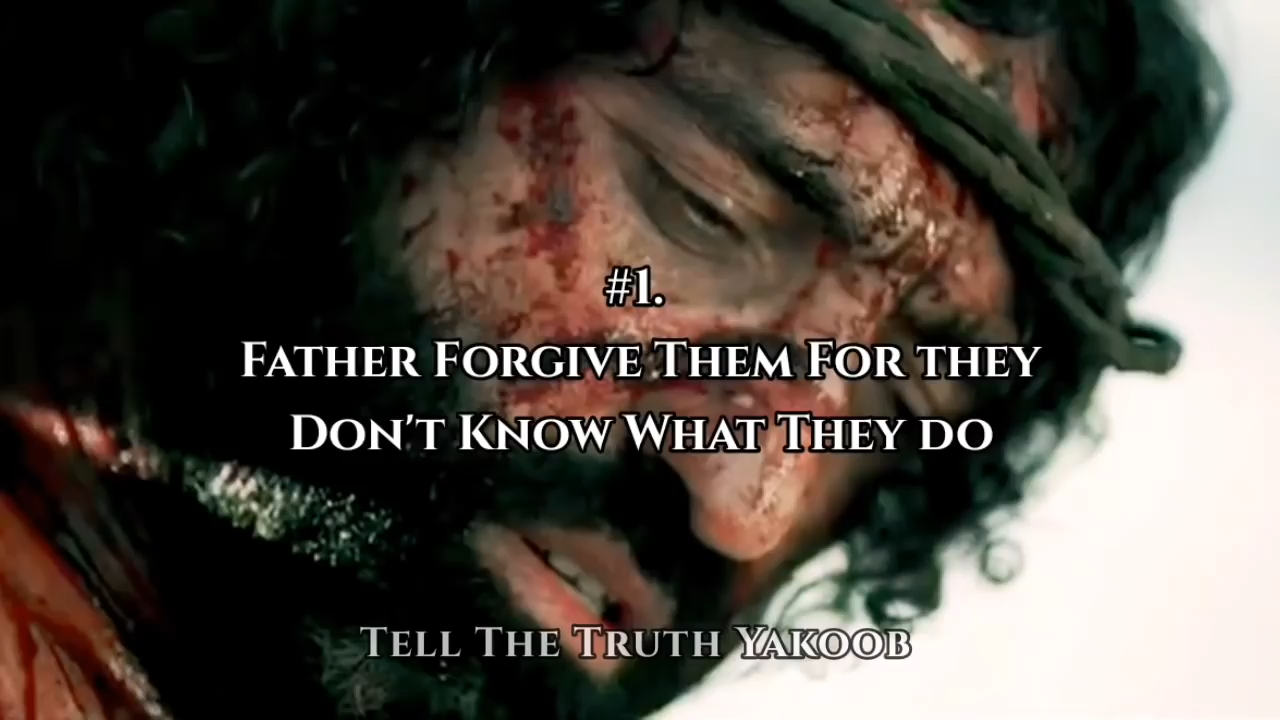 #1.
Father Forgive Them For they
Don't Know What They do
Tell The Truth Yakoob